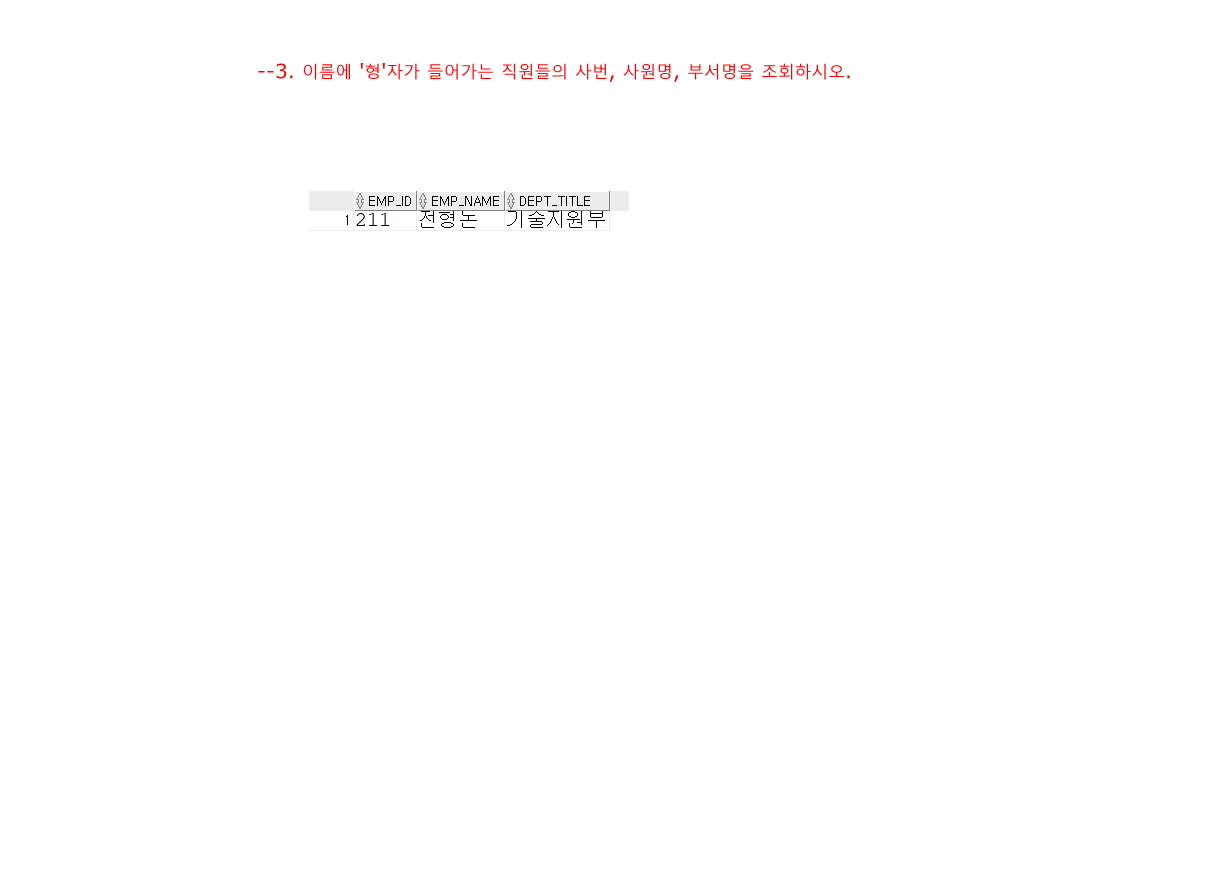 --3. 이름에 '형'자가 들어가는 직원들의 사번, 사원명, 부서명을 조회하시오.
EMP_ID EMP_NAME DEPT_TITLE
1 211 전형돈 기술지원부